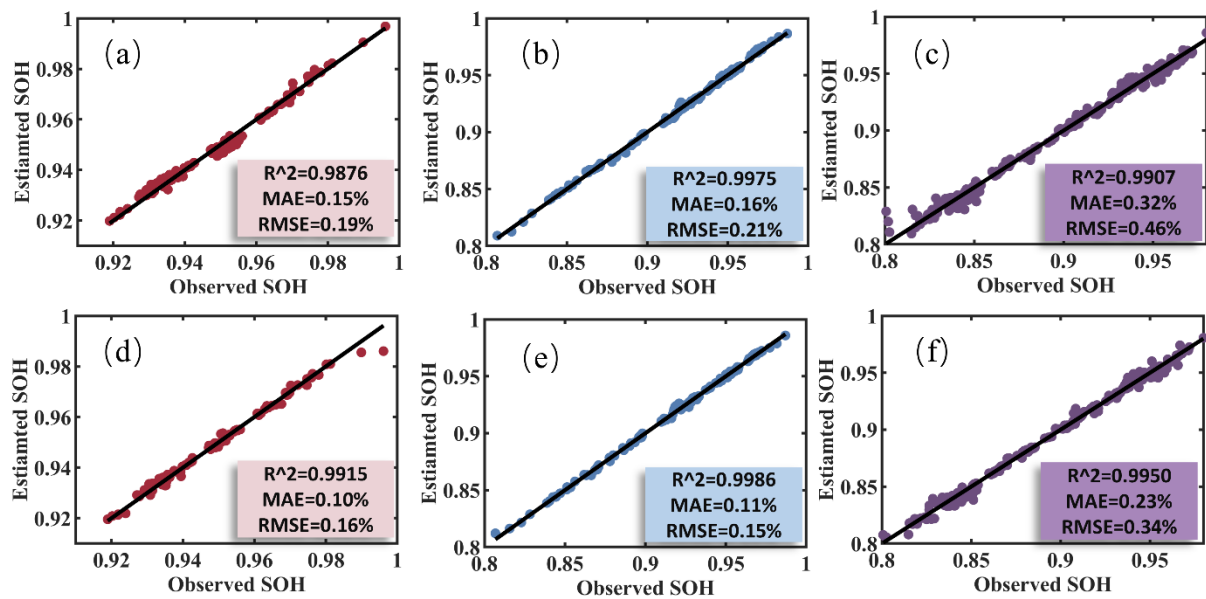 (a)
Estiamted SOH
1
0.98
0.96
0.94
0.92
R^2=0.9876
MAE=0.15%
RMSE=0.19%
0.92 0.94 0.96 0.98 1
Observed SOH
(b)
Estiamted SOH
1
0.95
0.9
0.85
0.8
R^2=0.9975
MAE=0.16%
RMSE=0.21%
0.8 0.85 0.9 0.95 1
Observed SOH
(c)
Estiamted SOH
1
0.95
0.9
0.85
0.8
R^2=0.9907
MAE=0.32%
RMSE=0.46%
0.8 0.85 0.9 0.95
Observed SOH
(d)
Estiamted SOH
1
0.98
0.96
0.94
0.92
R^2=0.9915
MAE=0.10%
RMSE=0.16%
0.92 0.94 0.96 0.98 1
Observed SOH
(e)
Estiamted SOH
1
0.95
0.9
0.85
0.8
R^2=0.9986
MAE=0.11%
RMSE=0.15%
0.8 0.85 0.9 0.95 1
Observed SOH
(f)
Estiamted SOH
1
0.95
0.9
0.85
0.8
R^2=0.9950
MAE=0.23%
RMSE=0.34%
0.8 0.85 0.9 0.95
Observed SOH